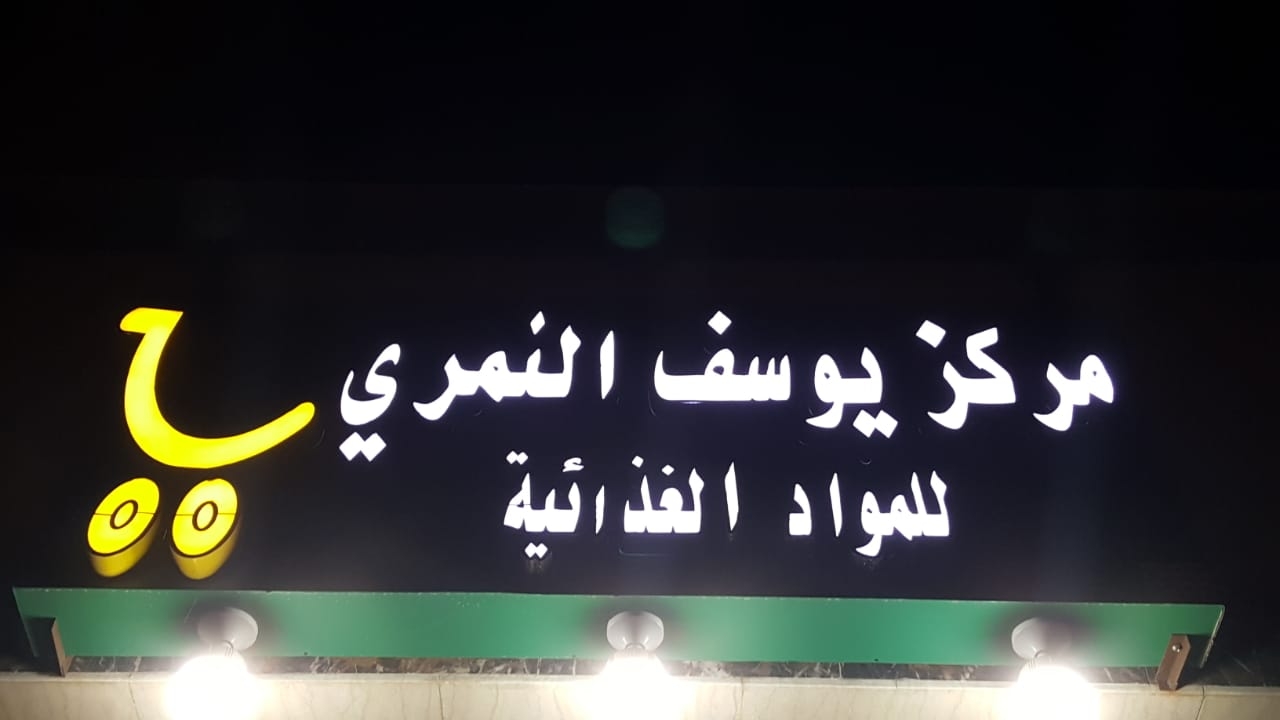 مركز يوسف النمري
للمواد الغذائية